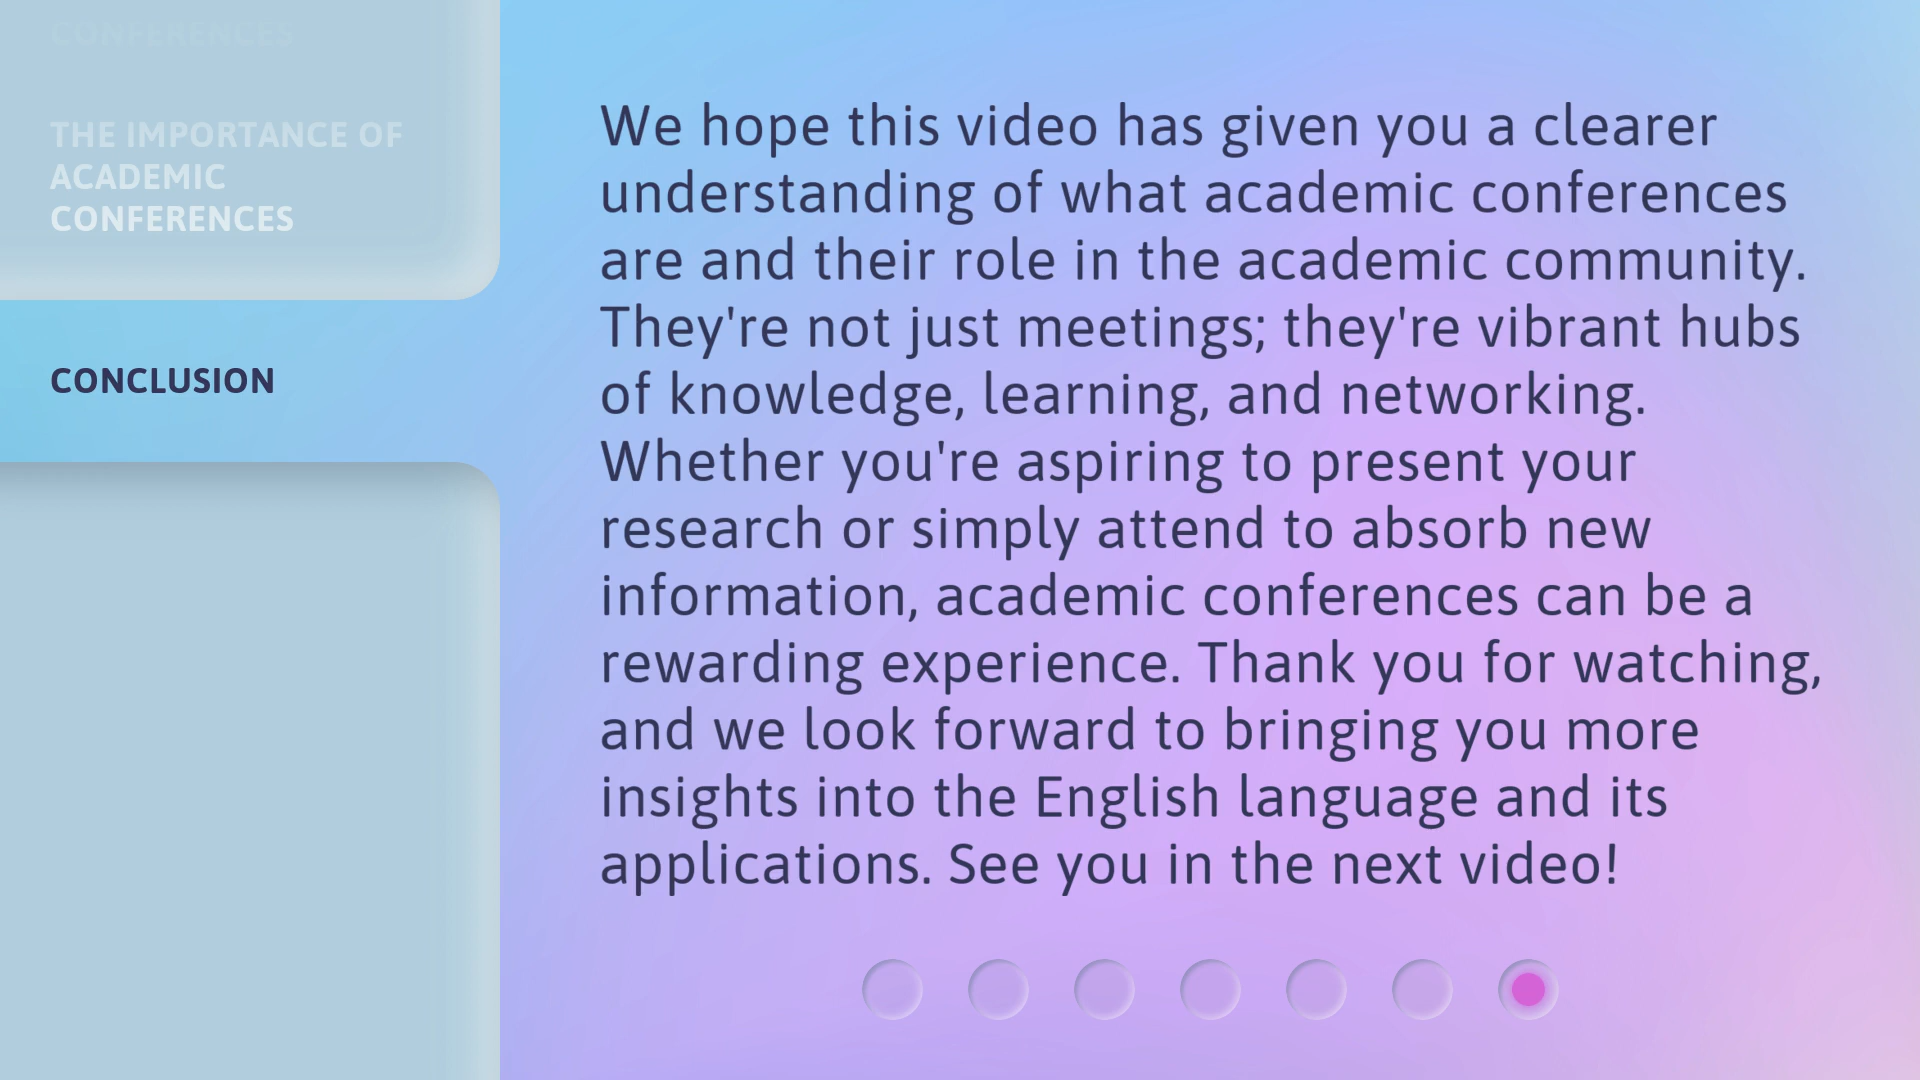 CONFERENCES
THE IMPORTANCE OF
ACADEMIC
CONFERENCES
CONCLUSION
We hope this video has given you a clearer
understanding of what academic conferences
are and their role in the academic community.
They're not just meetings; they're vibrant hubs
of knowledge, learning, and networking.
Whether you're aspiring to present your
research or simply attend to absorb new
information, academic conferences can be a
rewarding experience. Thank you for watching,
and we look forward to bringing you more
insights into the English language and its
applications. See you in the next video!